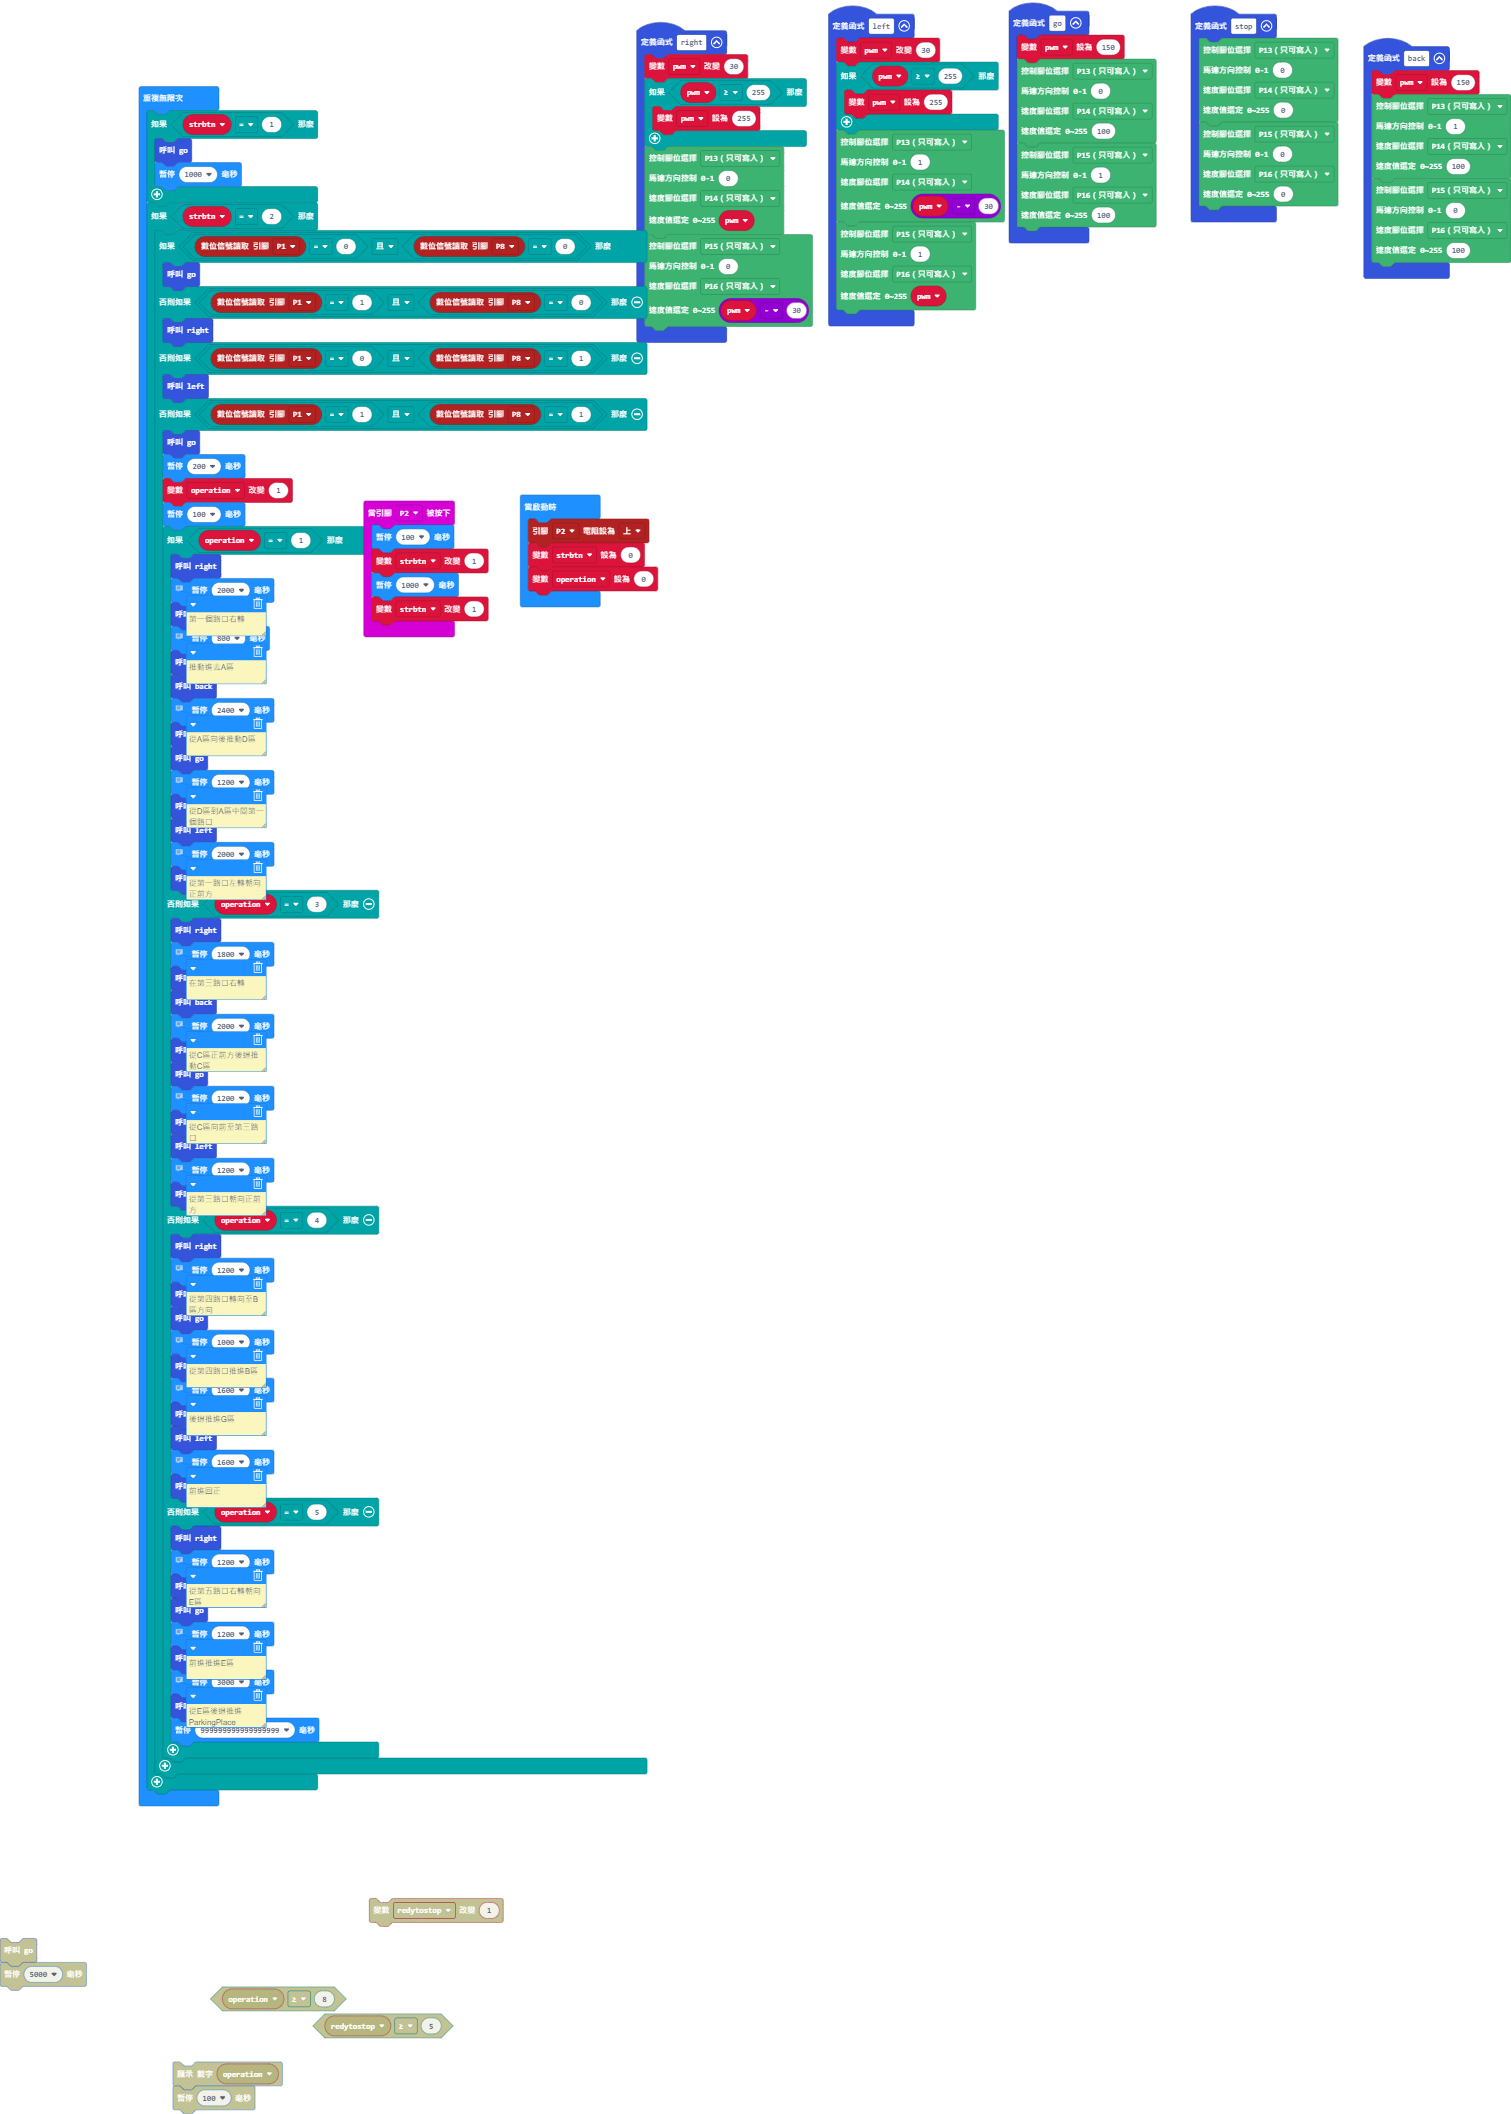 定義函式 right
變數 pwm 改變 30
如果 pwm ≥ 255 那麼
變數 pwm 設為 255
控制腳位選擇 P13 ( 只可寫入 )
馬達方向控制 0-1 0
速度腳位選擇 P14 ( 只可寫入 )
速度值選定 0~255 pwm
控制腳位選擇 P15 ( 只可寫入 )
馬達方向控制 0-1 0
速度腳位選擇 P16 ( 只可寫入 )
速度值選定 0~255 pwm - 30
定義函式 left
變數 pwm 改變 30
如果 pwm ≥ 255 那麼
變數 pwm 設為 255
控制腳位選擇 P13 ( 只可寫入 )
馬達方向控制 0-1 1
速度腳位選擇 P14 ( 只可寫入 )
速度值選定 0~255 pwm - 30
控制腳位選擇 P15 ( 只可寫入 )
馬達方向控制 0-1 1
速度腳位選擇 P16 ( 只可寫入 )
速度值選定 0~255 pwm
定義函式 go
變數 pwm 設為 150
控制腳位選擇 P13 ( 只可寫入 )
馬達方向控制 0-1 0
速度腳位選擇 P14 ( 只可寫入 )
速度值選定 0~255 100
控制腳位選擇 P15 ( 只可寫入 )
馬達方向控制 0-1 1
速度腳位選擇 P16 ( 只可寫入 )
速度值選定 0~255 100
定義函式 stop
控制腳位選擇 P13 ( 只可寫入 )
馬達方向控制 0-1 0
速度腳位選擇 P14 ( 只可寫入 )
速度值選定 0~255 0
控制腳位選擇 P15 ( 只可寫入 )
馬達方向控制 0-1 0
速度腳位選擇 P16 ( 只可寫入 )
速度值選定 0~255 0
定義函式 back
變數 pwm 設為 150
控制腳位選擇 P13 ( 只可寫入 )
馬達方向控制 0-1 1
速度腳位選擇 P14 ( 只可寫入 )
速度值選定 0~255 100
控制腳位選擇 P15 ( 只可寫入 )
馬達方向控制 0-1 0
速度腳位選擇 P16 ( 只可寫入 )
速度值選定 0~255 100
重複無限次
如果 strbtn = 1 那麼
呼叫 go
暫停 1000 毫秒
如果 strbtn = 2 那麼
如果 數位信號讀取 引腳 P1 = 0 且 數位信號讀取 引腳 P8 = 0 那麼
呼叫 go
否則如果 數位信號讀取 引腳 P1 = 1 且 數位信號讀取 引腳 P8 = 0 那麼
呼叫 right
否則如果 數位信號讀取 引腳 P1 = 0 且 數位信號讀取 引腳 P8 = 1 那麼
呼叫 left
否則如果 數位信號讀取 引腳 P1 = 1 且 數位信號讀取 引腳 P8 = 1 那麼
呼叫 go
暫停 200 毫秒
變數 operation 改變 1
暫停 100 毫秒
如果 operation = 1 那麼
呼叫 right
暫停 2000 毫秒
第一個路口右轉
暫停 800 毫秒
推動進去A區
呼叫 back
暫停 2400 毫秒
從A區向後推動D區
呼叫 go
暫停 1200 毫秒
從D區到A區中間第一
個路口
呼叫 left
暫停 2000 毫秒
從第一路口左轉朝向
正前方
否則如果 operation = 3 那麼
呼叫 right
暫停 1800 毫秒
在第三路口右轉
呼叫 back
暫停 2000 毫秒
從C區正前方後退推
動C區
呼叫 go
暫停 1200 毫秒
從C區向前至第三路
口
呼叫 left
暫停 1200 毫秒
從第三路口朝向正前
方
否則如果 operation = 4 那麼
呼叫 right
暫停 1200 毫秒
從第四路口轉向至B
區方向
呼叫 go
暫停 1000 毫秒
從第四路口推進B區
暫停 1600 毫秒
後退推進G區
呼叫 left
暫停 1600 毫秒
前進回正
否則如果 operation = 5 那麼
呼叫 right
暫停 1200 毫秒
從第五路口右轉朝向
E區
呼叫 go
暫停 1200 毫秒
前進推進E區
暫停 3000 毫秒
從E區後退推進
ParkingPlace
暫停 毫秒
當引腳 P2 被按下
暫停 100 毫秒
變數 strbtn 改變 1
暫停 1000 毫秒
變數 strbtn 改變 1
當啟動時
引腳 P2 電阻設為 上
變數 strbtn 設為 0
變數 operation 設為 0
變數 redytostop 改變 1
呼叫 go
暫停 5000 毫秒
operation ≥ 8
redytostop ≥ 5
顯示 數字 operation
暫停 100 毫秒